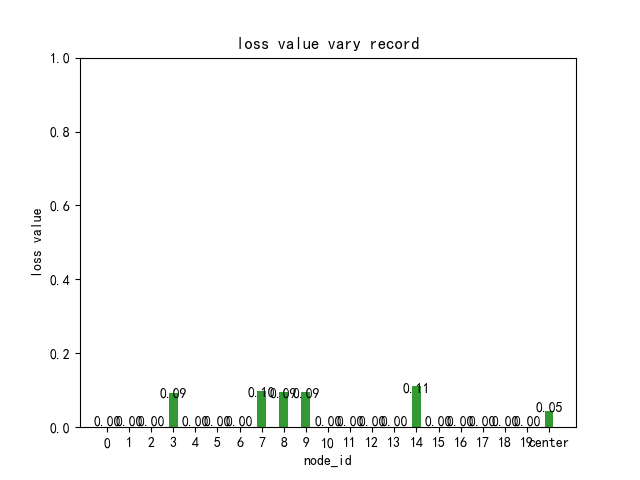 loss value vary record
1.0
0.8
0.6
0.4
0.2
0.0
loss value
0.00 0.00 0.00 0.09 0.00 0.00 0.00 0.10 0.09 0.09 0.00 0.00 0.00 0.00 0.11 0.00 0.00 0.00 0.00 0.00 0.05
0 1 2 3 4 5 6 7 8 9 10 11 12 13 14 15 16 17 18 19 center
node_id